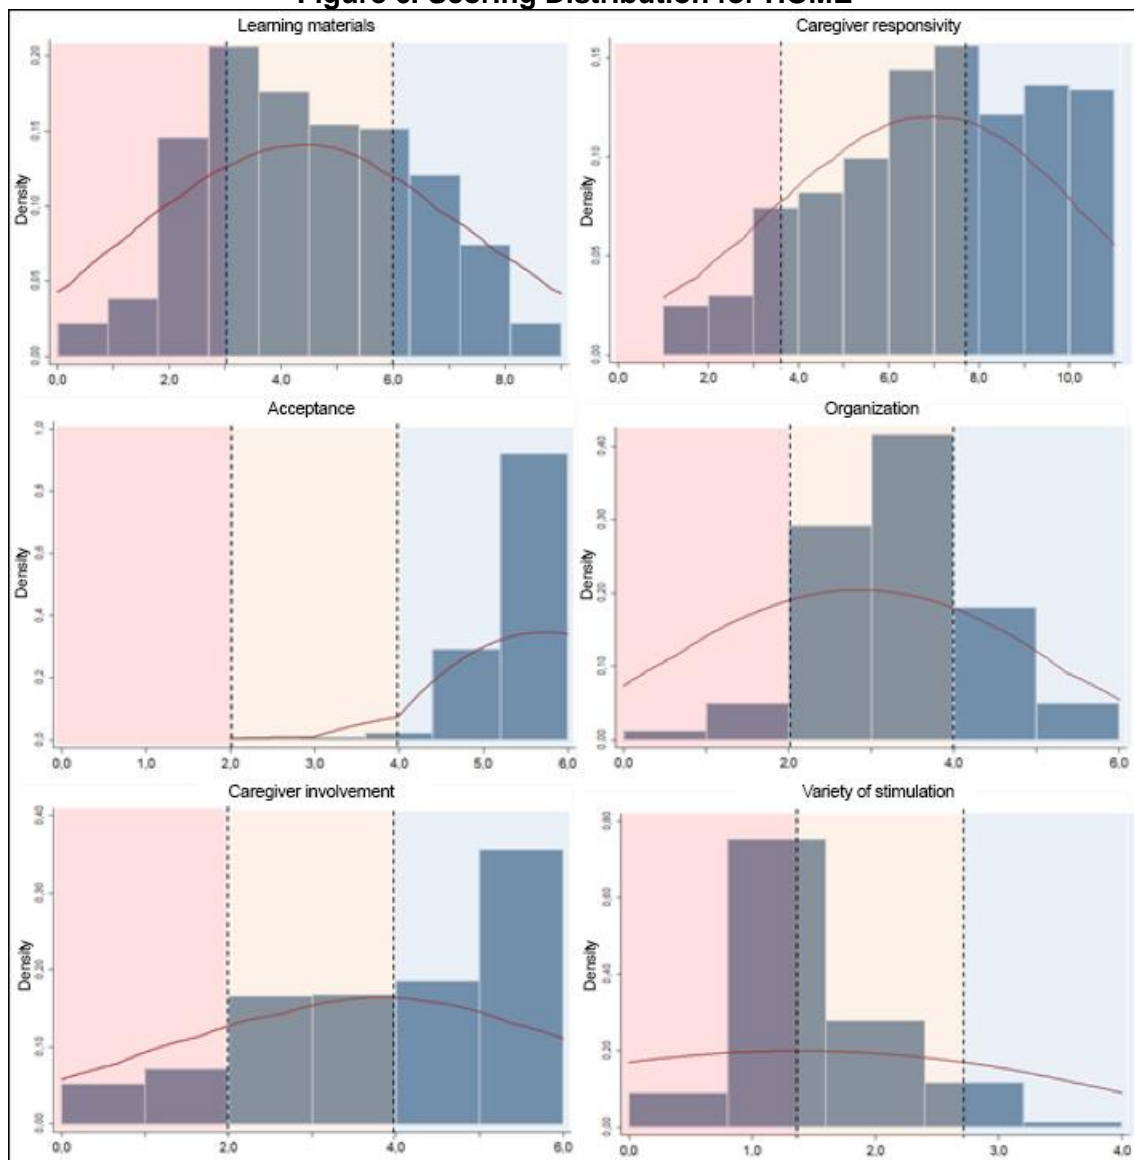 Figure Scoring Distribution for HOME
Learning materials
Density
0,20
0,15
0,10
0,05
0,00
0,0 2,0 4,0 6,0 8,0
Caregiver responsivity
Density
0,15
0,10
0,05
0,00
0,0 2,0 4,0 6,0 8,0 10,0
Acceptance
Density
1,0
0,8
0,6
0,4
0,2
0,0
0,0 1,0 2,0 3,0 4,0 5,0 6,0
Organization
Density
0,40
0,30
0,20
0,10
0,00
0,0 2,0 4,0 6,0
Caregiver involvement
Density
0,40
0,30
0,20
0,10
0,00
0,0 2,0 4,0 6,0
Variety of stimulation
Density
0,80
0,60
0,40
0,20
0,00
0,0 1,0 2,0 3,0 4,0